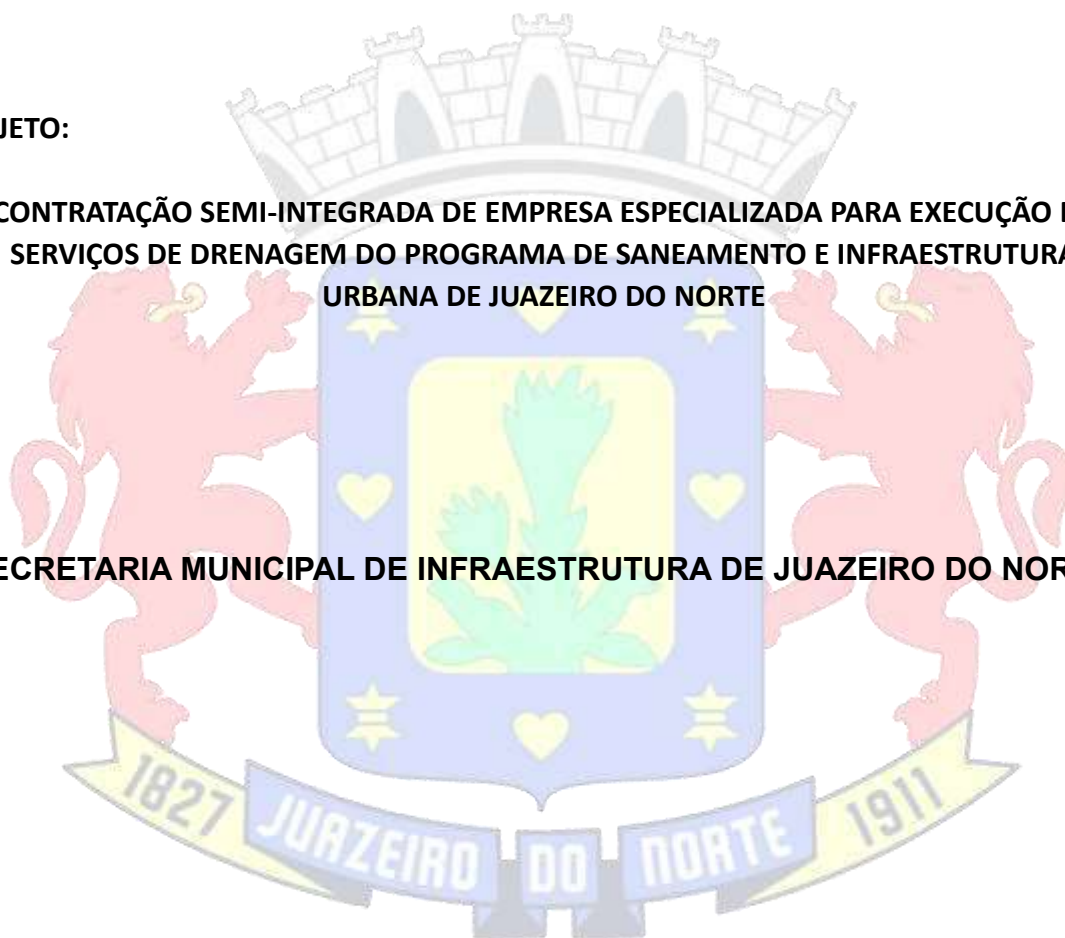 JETO:
CONTRATAÇÃO SEMI-INTEGRADA DE EMPRESA ESPECIALIZADA PARA EXECUÇÃO
SERVIÇOS DE DRENAGEM DO PROGRAMA DE SANEAMENTO E INFRAESTRUTURA
URBANA DE JUAZEIRO DO NORTE
ECRETARIA MUNICIPAL DE INFRAESTRUTURA DE JUAZEIRO DO NOR
1827 JUAZEIRO DO NORTE 1911